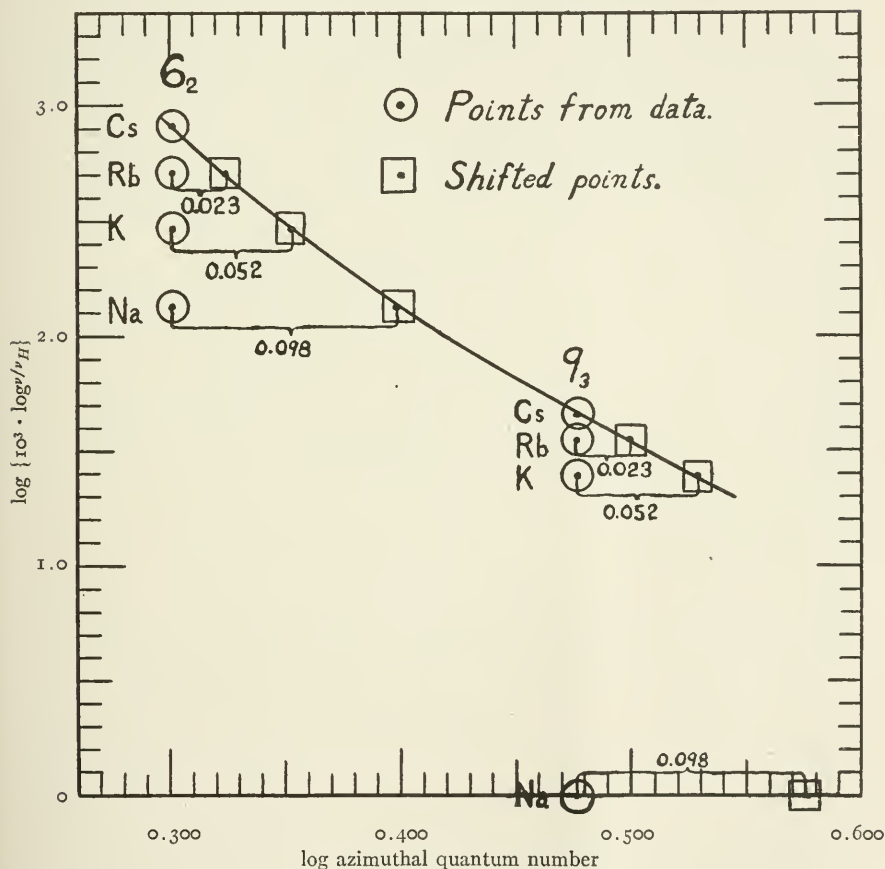 6₂
3.0
Points from data.
Cs
Rb
Shifted points.
0.023
K
0.052
Na
2.0
0.098
9₃
Cs
Rb
0.023
K
0.052
log {10³ · log ν/ν_H}
1.0
0.098
0
Na
0.300
0.400
0.500
0.600
log azimuthal quantum number